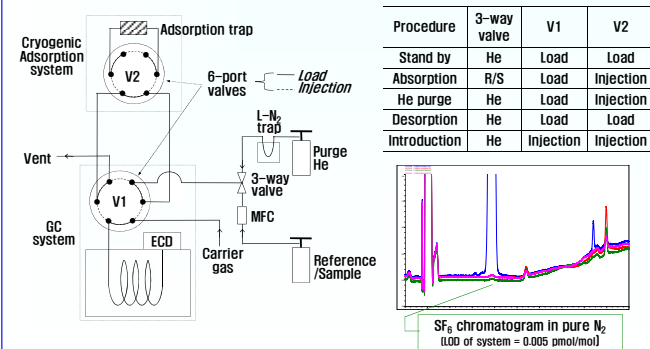 Adsorption trap
Cryogenic
Adsorption
system
V2
6-port
valves
Load
Injection
L-N2
trap
Purge
He
Vent
3-way
valve
V1
MFC
GC
system
ECD
Carrier
gas
Reference
/Sample
Procedure 3-way valve V1 V2
Stand by He Load Load
Absorption R/S Load Injection
He purge He Load Injection
Desorption He Load Load
Introduction He Injection Injection
SF6 chromatogram in pure N2
(LOD of system = 0.005 pmol/mol)